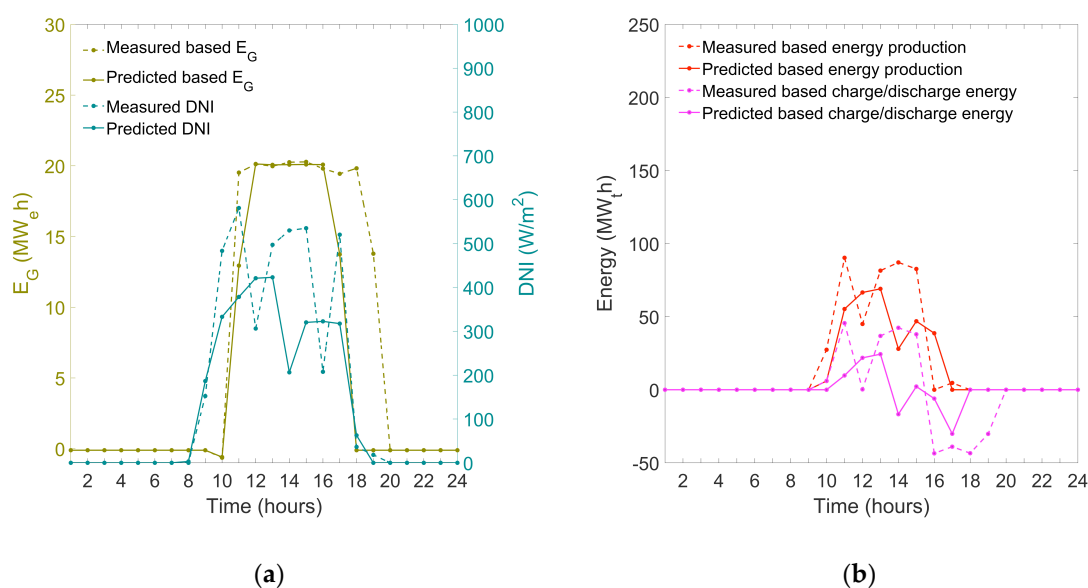 30
25
20
15
10
5
0
E_G (MW_e h)
Measured based E_G
Predicted based E_G
Measured DNI
Predicted DNI
1000
900
800
700
600
500
400
300
200
100
0
DNI (W/m²)
2 4 6 8 10 12 14 16 18 20 22 24
Time (hours)
(a)
250
200
150
100
50
0
-50
Energy (MW_t h)
Measured based energy production
Predicted based energy production
Measured based charge/discharge energy
Predicted based charge/discharge energy
2 4 6 8 10 12 14 16 18 20 22 24
Time (hours)
(b)